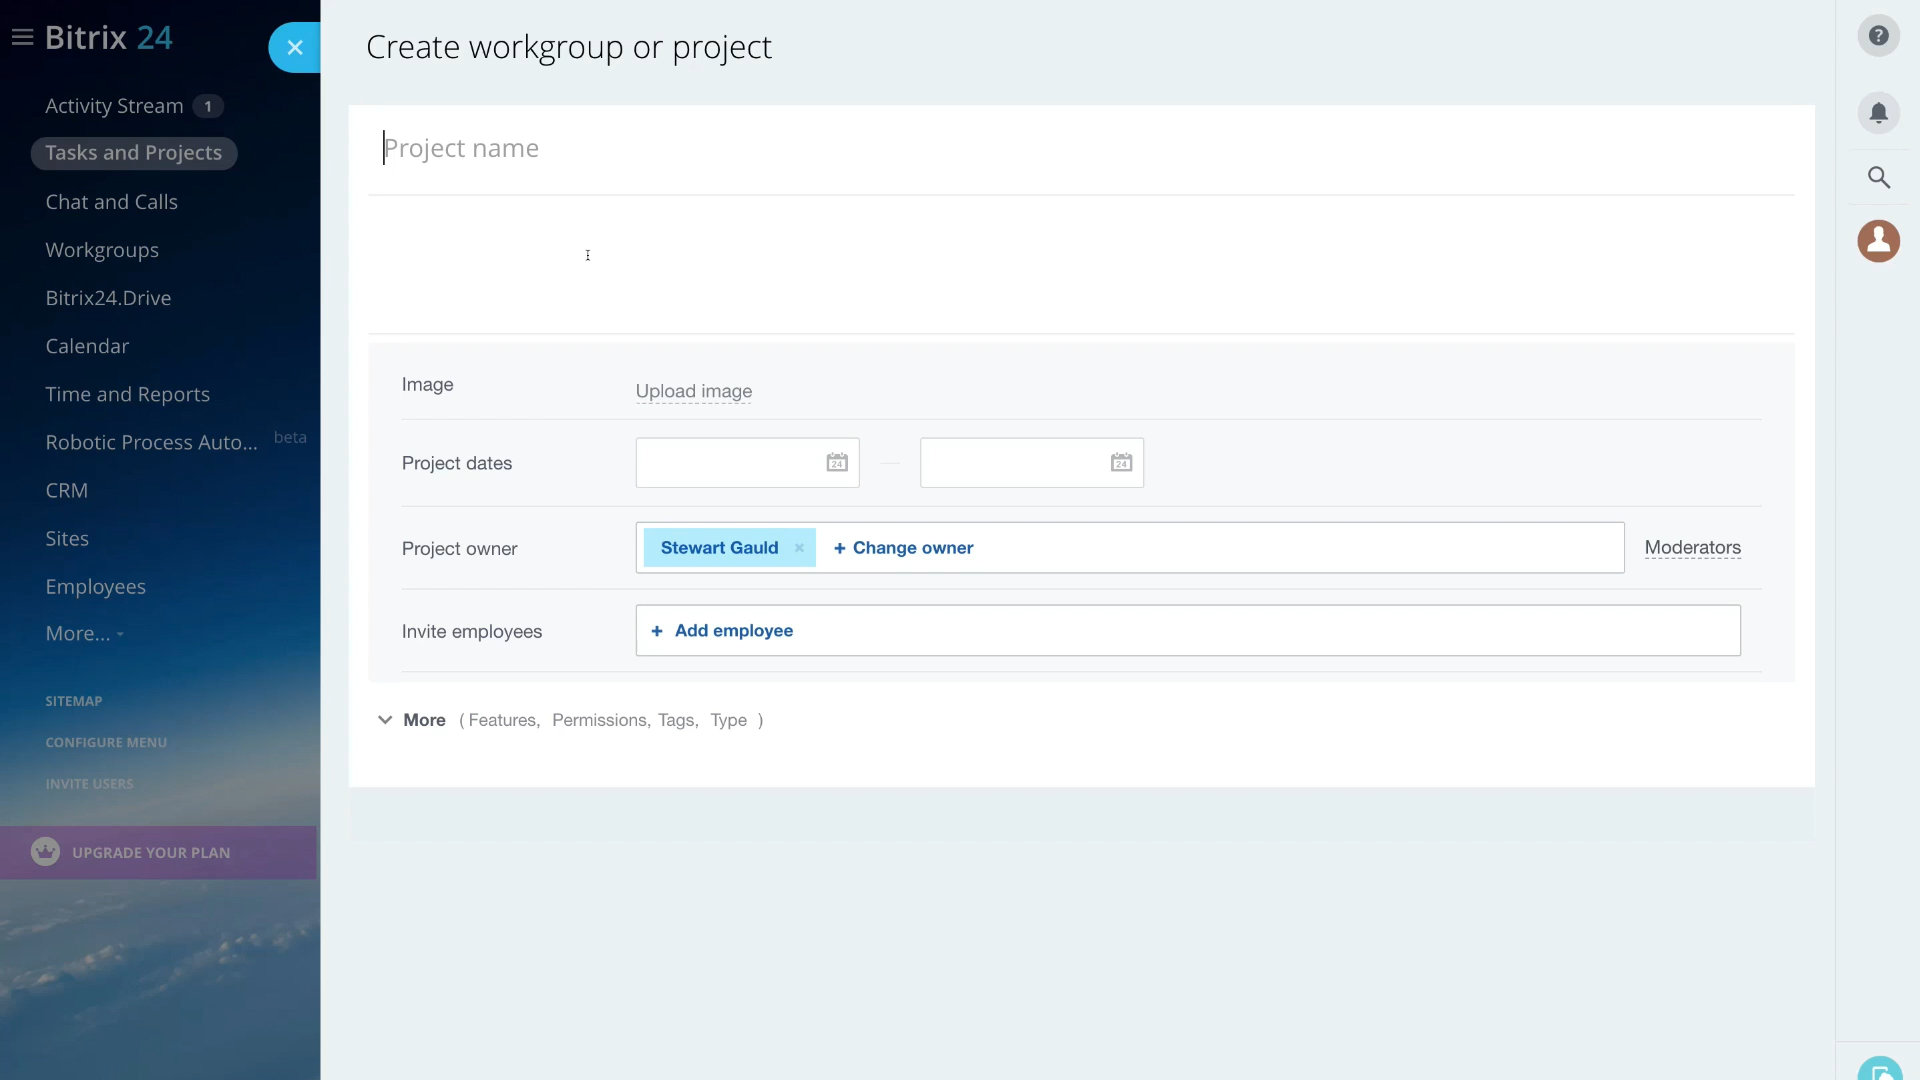 Bitrix 24
Activity Stream 1
Tasks and Projects
Chat and Calls
Workgroups
Bitrix24.Drive
Calendar
Time and Reports
Robotic Process Auto... beta
CRM
Sites
Employees
More...
SITEMAP
CONFIGURE MENU
INVITE USERS
UPGRADE YOUR PLAN
Create workgroup or project
Project name
Image Upload image
Project dates 24 24
Project owner Stewart Gauld × + Change owner Moderators
Invite employees + Add employee
More ( Features, Permissions, Tags, Type )
?